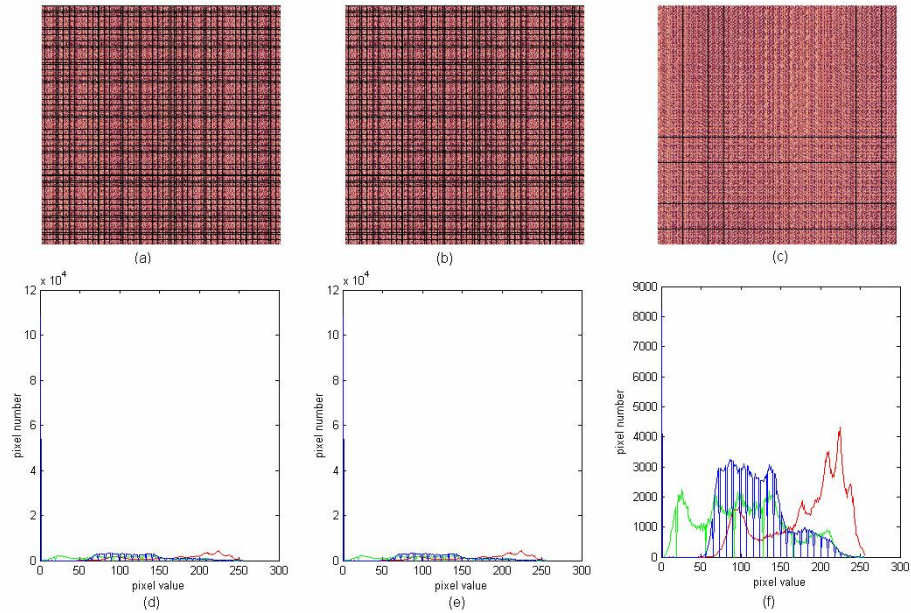 (a)
(b)
(c)
x 10^4
12
10
8
6
4
2
0
pixel number
0 50 100 150 200 250 300
pixel value
(d)
x 10^4
12
10
8
6
4
2
0
pixel number
0 50 100 150 200 250 300
pixel value
(e)
9000
8000
7000
6000
5000
4000
3000
2000
1000
0
pixel number
0 50 100 150 200 250 300
pixel value
(f)